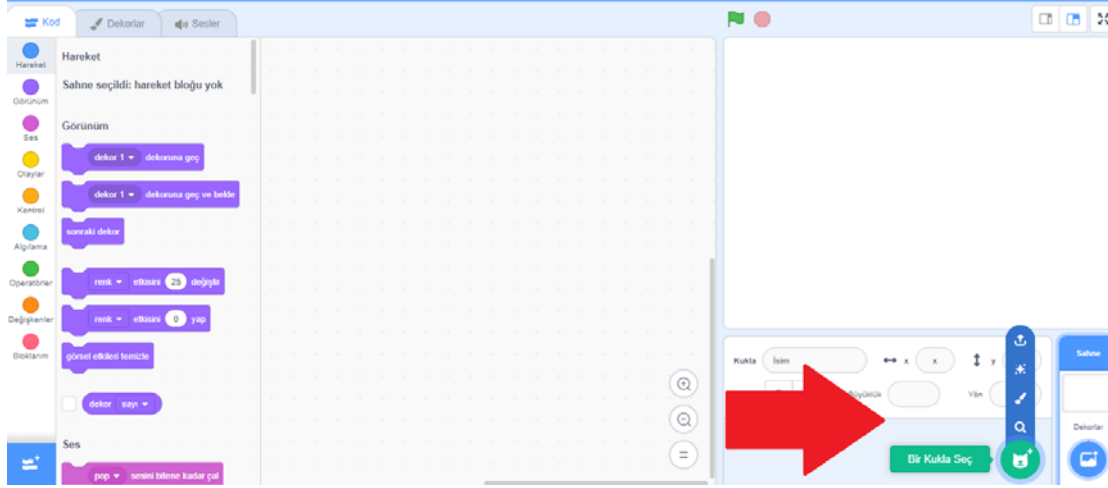 Kod
Dekorlar
Sesler
Hareket
Görünüm
Ses
Olaylar
Kontrol
Algılama
Operatörler
Değişkenler
Bloklarım
Hareket
Sahne seçildi: hareket bloğu yok
Görünüm
dekor 1 dekoruna geç
dekor 1 dekoruna geç ve bekle
sonraki dekor
renk etkisini 25 değiştir
renk etkisini 0 yap
görsel etkileri temizle
dekor sayı
Ses
pop sesini bitene kadar çal
Kukla İsim x x y
Büyüklük Yön
Bir Kukla Seç
Sahne
Dekorlar